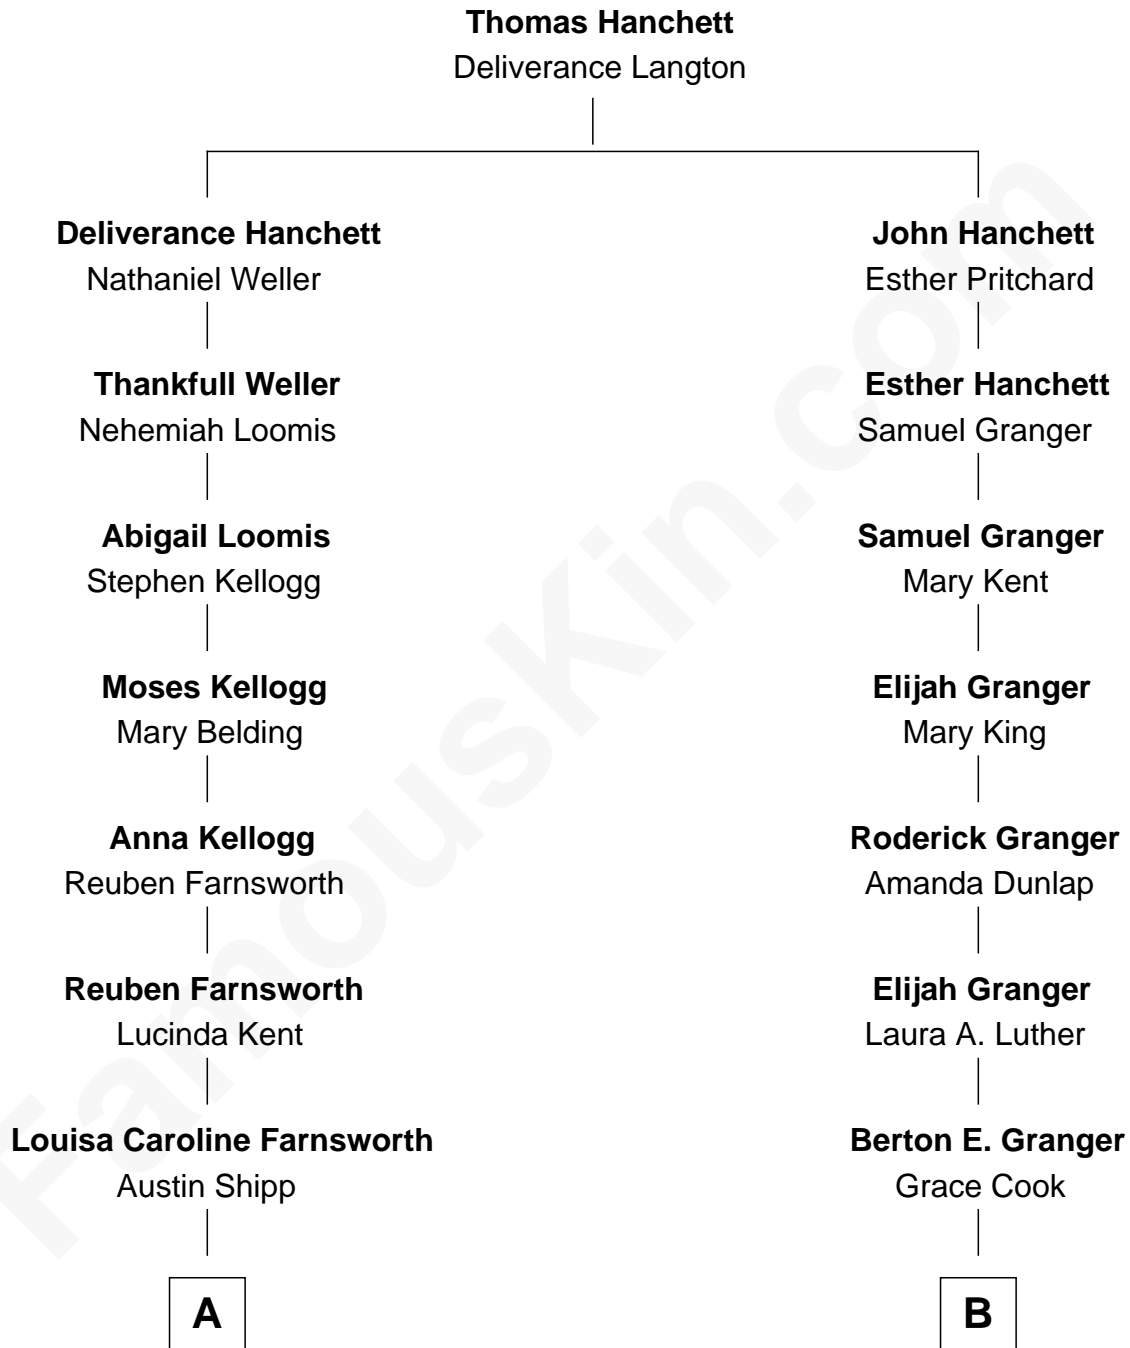 Thomas Hanchett
Deliverance Langton
Deliverance Hanchett
Nathaniel Weller
Thankfull Weller
Nehemiah Loomis
Abigail Loomis
Stephen Kellogg
Moses Kellogg
Mary Belding
Anna Kellogg
Reuben Farnsworth
Reuben Farnsworth
Lucinda Kent
Louisa Caroline Farnsworth
Austin Shipp
A
John Hanchett
Esther Pritchard
Esther Hanchett
Samuel Granger
Samuel Granger
Mary Kent
Elijah Granger
Mary King
Roderick Granger
Amanda Dunlap
Elijah Granger
Laura A. Luther
Berton E. Granger
Grace Cook
B
FamousKin.com